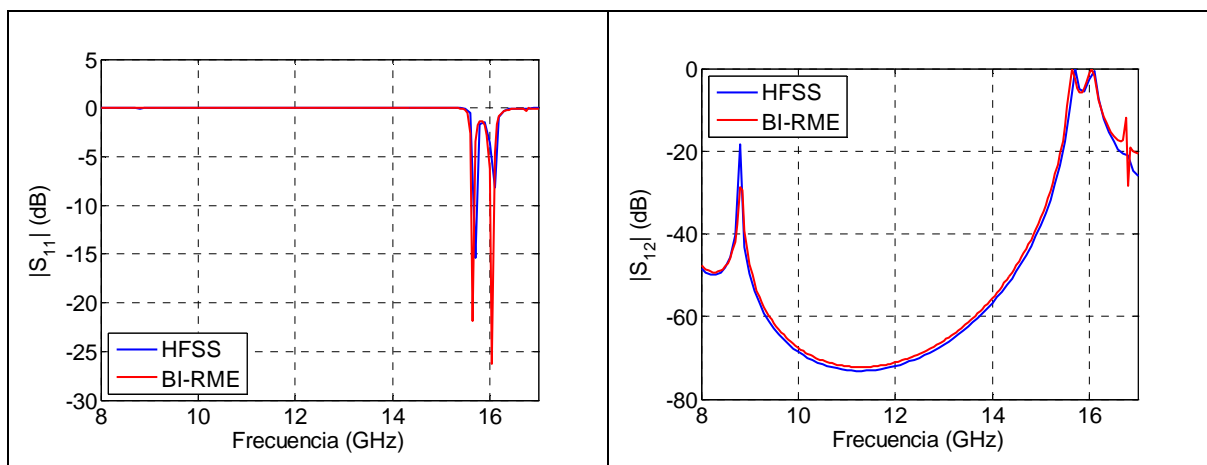 5
0
-5
-10
-15
-20
-25
-30
|S11| (dB)
HFSS
BI-RME
8 10 12 14 16
Frecuencia (GHz)
0
-20
-40
-60
-80
|S12| (dB)
HFSS
BI-RME
8 10 12 14 16
Frecuencia (GHz)